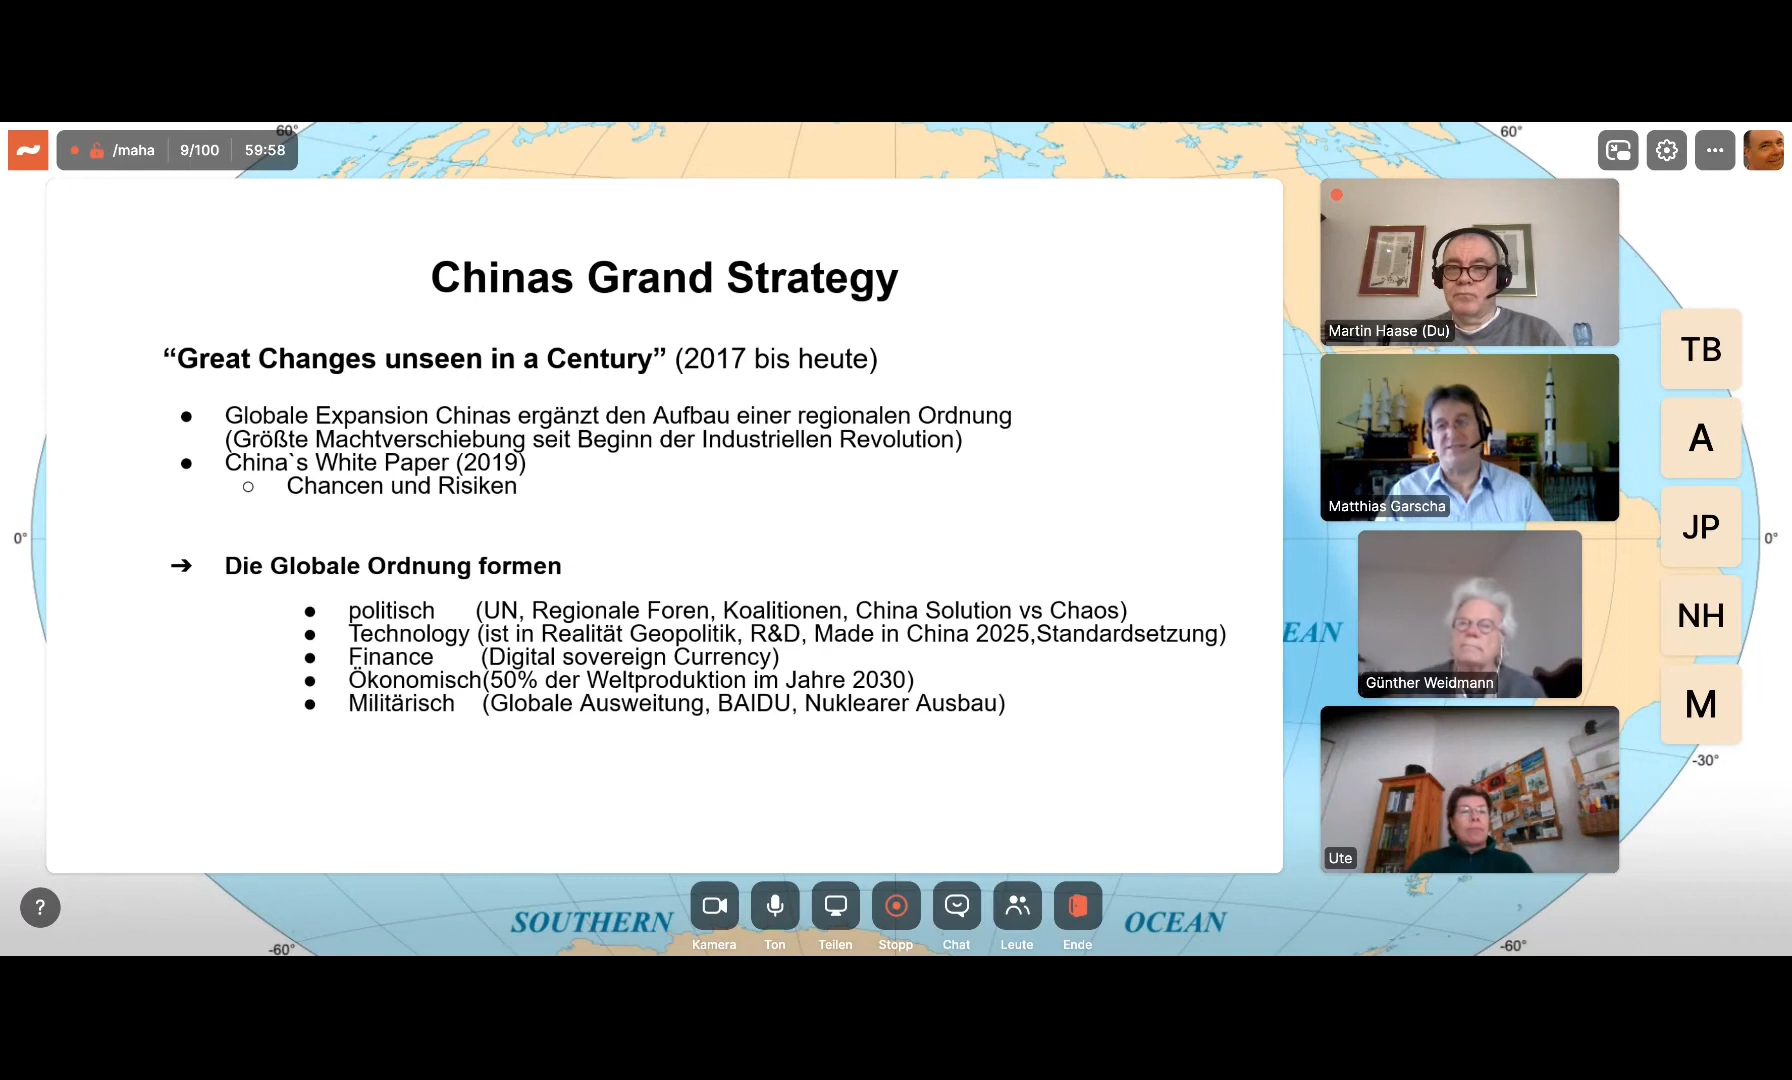 60°
60°
/maha 9/100 59:58
Chinas Grand Strategy
“Great Changes unseen in a Century” (2017 bis heute)
● Globale Expansion Chinas ergänzt den Aufbau einer regionalen Ordnung
(Größte Machtverschiebung seit Beginn der Industriellen Revolution)
● China`s White Paper (2019)
○ Chancen und Risiken
➔ Die Globale Ordnung formen
● politisch (UN, Regionale Foren, Koalitionen, China Solution vs Chaos)
● Technology (ist in Realität Geopolitik, R&D, Made in China 2025,Standardsetzung)
● Finance (Digital sovereign Currency)
● Ökonomisch(50% der Weltproduktion im Jahre 2030)
● Militärisch (Globale Ausweitung, BAIDU, Nuklearer Ausbau)
Martin Haase (Du)
Matthias Garscha
Günther Weidmann
Ute
TB
A
JP
NH
M
0°
0°
EAN
-30°
SOUTHERN OCEAN
-60°
-60°
?
Kamera Ton Teilen Stopp Chat Leute Ende